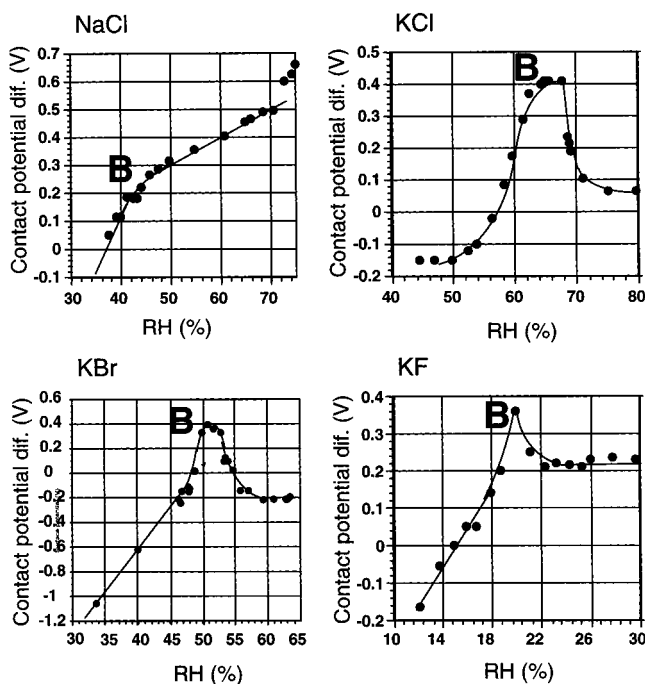 NaCl
Contact potential dif. (V)
0.7
0.6
0.5
0.4
0.3
0.2
0.1
0
-0.1
B
30 40 50 60 70
RH (%)
KCl
Contact potential dif. (V)
0.5
0.4
0.3
0.2
0.1
0
-0.1
-0.2
B
40 50 60 70 80
RH (%)
KBr
Contact potential dif. (V)
0.6
0.4
0.2
0
-0.2
-0.4
-0.6
-0.8
-1
-1.2
B
30 32 40 45 50 55 60 65
RH (%)
KF
Contact potential dif. (V)
0.4
0.3
0.2
0.1
0
-0.1
-0.2
B
10 14 18 22 26 30
RH (%)